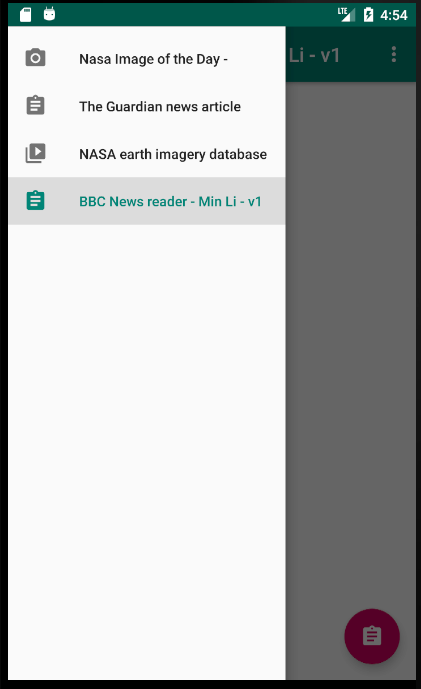 LTE 4:54
Li - v1
Nasa Image of the Day -
The Guardian news article
NASA earth imagery database
BBC News reader - Min Li - v1